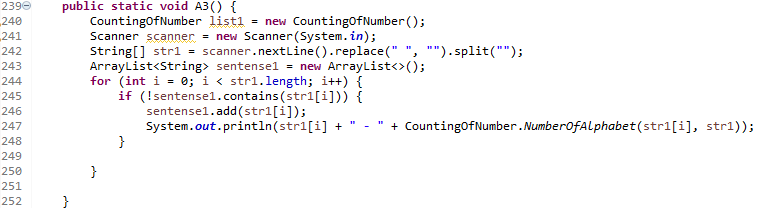 239 public static void A3() {
240 CountingOfNumber list1 = new CountingOfNumber();
241 Scanner scanner = new Scanner(System.in);
242 String[] str1 = scanner.nextLine().replace(" ", "").split("");
243 ArrayList<String> sentense1 = new ArrayList<>();
244 for (int i = 0; i < str1.length; i++) {
245 if (!sentense1.contains(str1[i])) {
246 sentense1.add(str1[i]);
247 System.out.println(str1[i] + " - " + CountingOfNumber.NumberOfAlphabet(str1[i], str1));
248 }
249
250 }
251
252 }